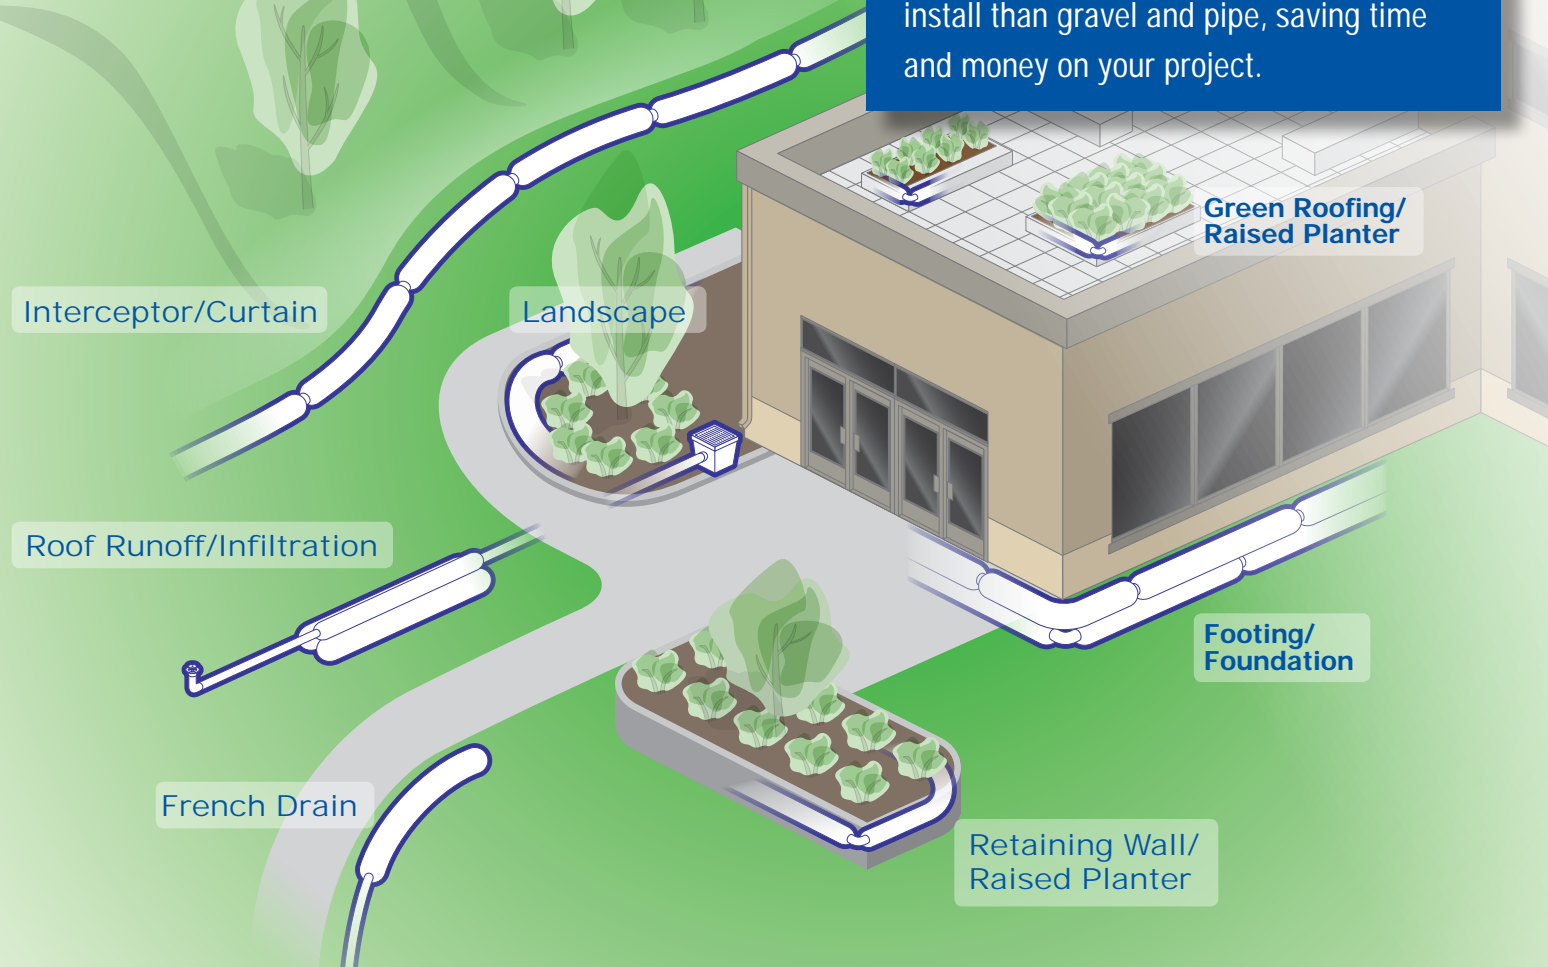 install than gravel and pipe, saving time
and money on your project.
Green Roofing/
Raised Planter
Interceptor/Curtain
Landscape
Roof Runoff/Infiltration
Footing/
Foundation
French Drain
Retaining Wall/
Raised Planter